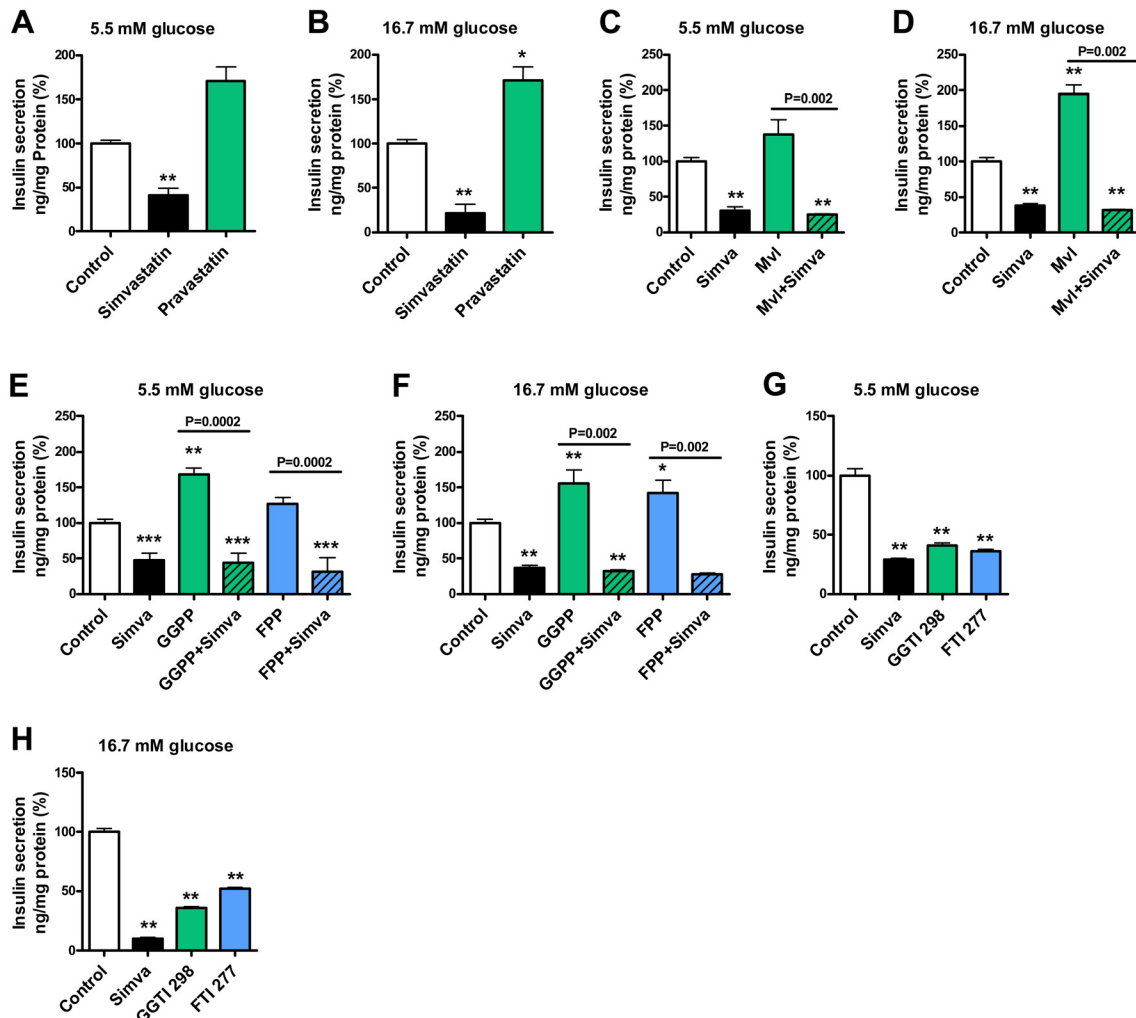 A
5.5 mM glucose
Insulin secretion
ng/mg Protein (%)
200
150
100
50
0
**
Control
Simvastatin
Pravastatin
B
16.7 mM glucose
Insulin secretion
ng/mg protein (%)
200
150
100
50
0
**
*
Control
Simvastatin
Pravastatin
C
5.5 mM glucose
Insulin secretion
ng/mg protein (%)
250
200
150
100
50
0
P=0.002
**
**
Control
Simva
Mvl
Mvl+Simva
D
16.7 mM glucose
Insulin secretion
ng/mg protein (%)
250
200
150
100
50
0
P=0.002
**
**
**
Control
Simva
Mvl
Mvl+Simva
E
5.5 mM glucose
Insulin secretion
ng/mg protein (%)
250
200
150
100
50
0
P=0.0002
P=0.0002
***
**
***
***
Control
Simva
GGPP
GGPP+Simva
FPP
FPP+Simva
F
16.7 mM glucose
Insulin secretion
ng/mg protein (%)
250
200
150
100
50
0
P=0.002
P=0.002
**
**
**
*
Control
Simva
GGPP
GGPP+Simva
FPP
FPP+Simva
G
5.5 mM glucose
Insulin secretion
ng/mg protein (%)
150
100
50
0
**
**
**
Control
Simva
GGTI 298
FTI 277
H
16.7 mM glucose
Insulin secretion
ng/mg protein (%)
150
100
50
0
**
**
**
Control
Simva
GGTI 298
FTI 277